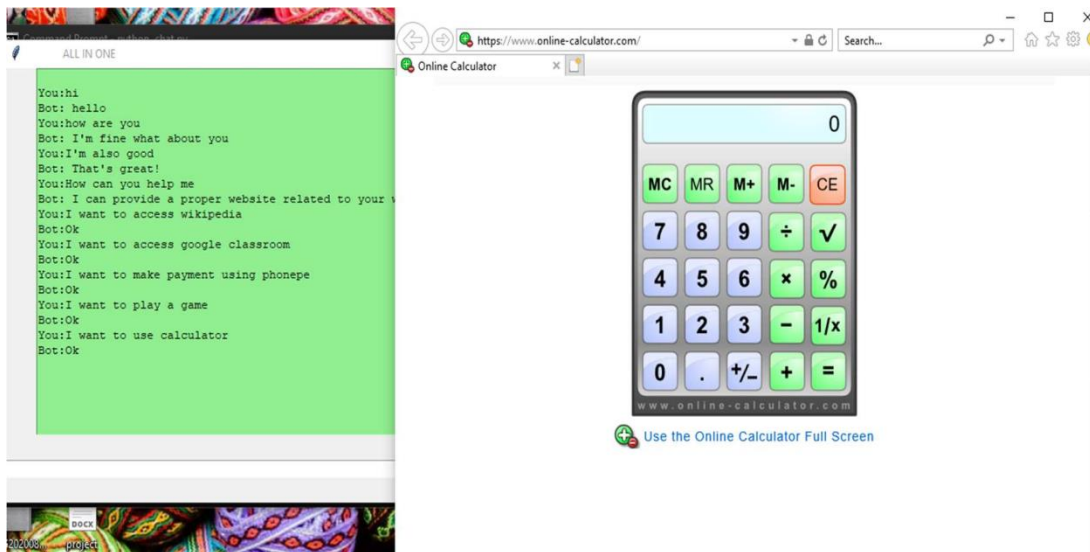 Command Prompt - python chat.py
ALL IN ONE
You:hi
Bot: hello
You:how are you
Bot: I'm fine what about you
You:I'm also good
Bot: That's great!
You:How can you help me
Bot: I can provide a proper website related to your
You:I want to access wikipedia
Bot:Ok
You:I want to access google classroom
Bot:Ok
You:I want to make payment using phonepe
Bot:Ok
You:I want to play a game
Bot:Ok
You:I want to use calculator
Bot:Ok
DOCX
project
https://www.online-calculator.com/
Search...
Online Calculator
0
MC MR M+ M- CE
7 8 9 ÷ √
4 5 6 × %
1 2 3 − 1/x
0 . +/− + =
www.online-calculator.com
Use the Online Calculator Full Screen